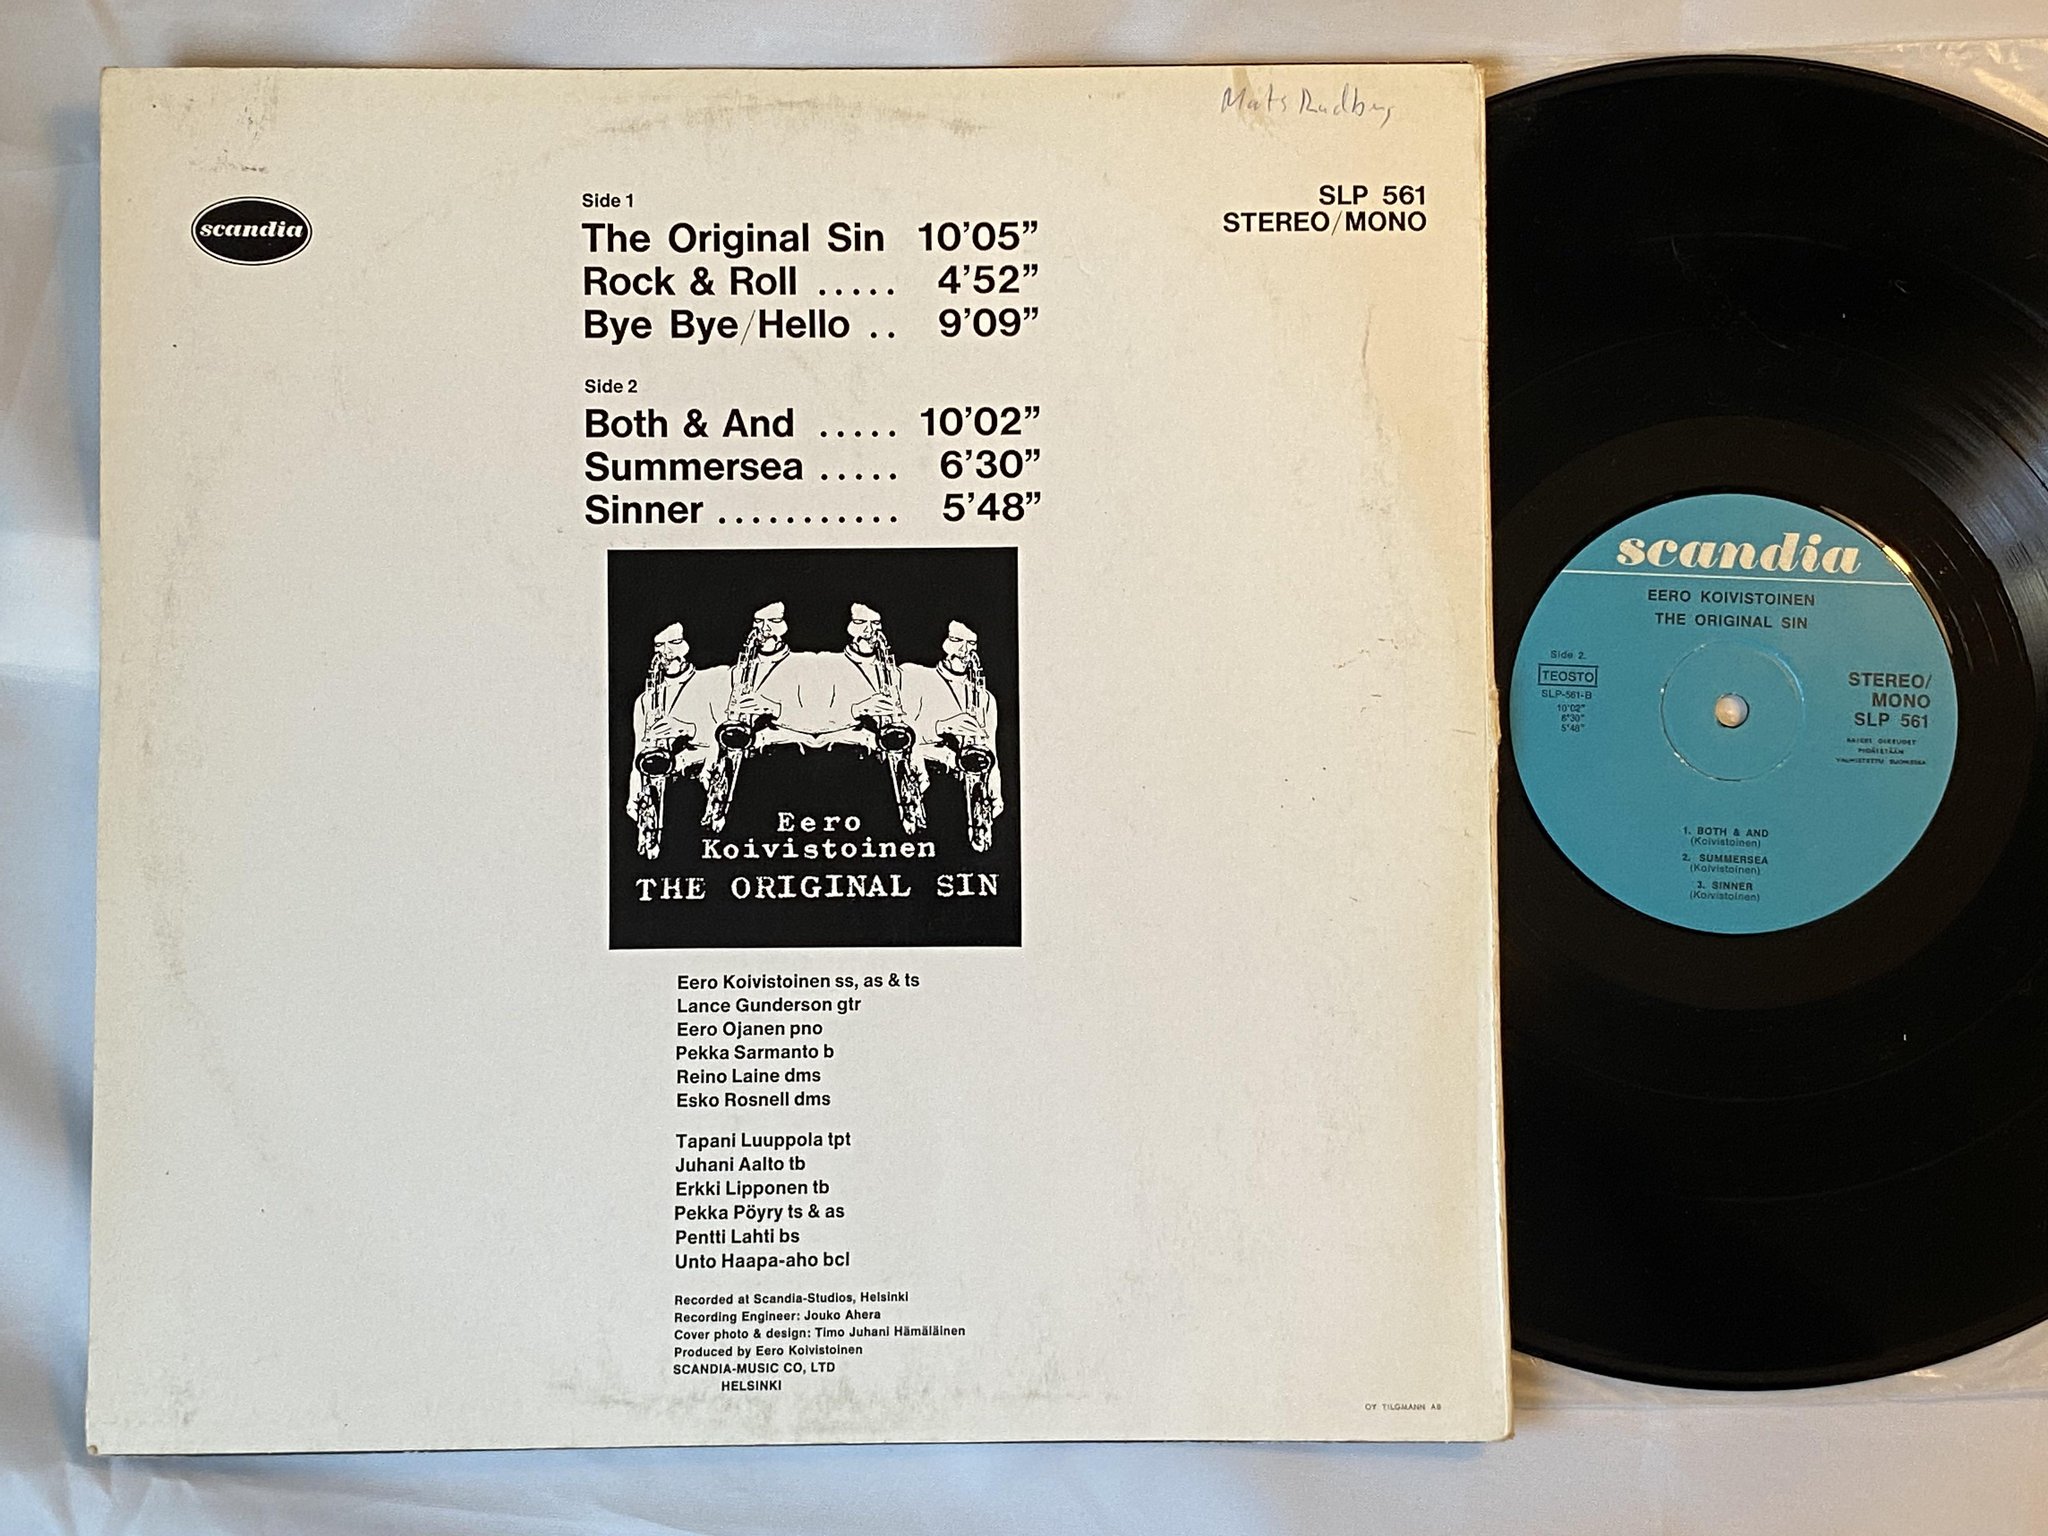 Mats Rudberg
scandia
SLP 561
STEREO/MONO
Side 1
The Original Sin 10’05”
Rock & Roll ..... 4’52”
Bye Bye/Hello .. 9’09”
Side 2
Both & And ..... 10’02”
Summersea ..... 6’30”
Sinner ........... 5’48”
Eero
Koivistoinen
THE ORIGINAL SIN
Eero Koivistoinen ss, as & ts
Lance Gunderson gtr
Eero Ojanen pno
Pekka Sarmanto b
Reino Laine dms
Esko Rosnell dms
Tapani Luuppola tpt
Juhani Aalto tb
Erkki Lipponen tb
Pekka Pöyry ts & as
Pentti Lahti bs
Unto Haapa-aho bcl
Recorded at Scandia-Studios, Helsinki
Recording Engineer: Jouko Ahera
Cover photo & design: Timo Juhani Hämäläinen
Produced by Eero Koivistoinen
SCANDIA-MUSIC CO, LTD
HELSINKI
OY TILGMANN AB
scandia
EERO KOIVISTOINEN
THE ORIGINAL SIN
Side 2.
TEOSTO
SLP-561-B
10’02”
6’30”
5’48”
STEREO/
MONO
SLP 561
KAIKKI OIKEUDET
PIDÄTETÄÄN
VALMISTETTU SUOMESSA
1. BOTH & AND
(Koivistoinen)
2. SUMMERSEA
(Koivistoinen)
3. SINNER
(Koivistoinen)